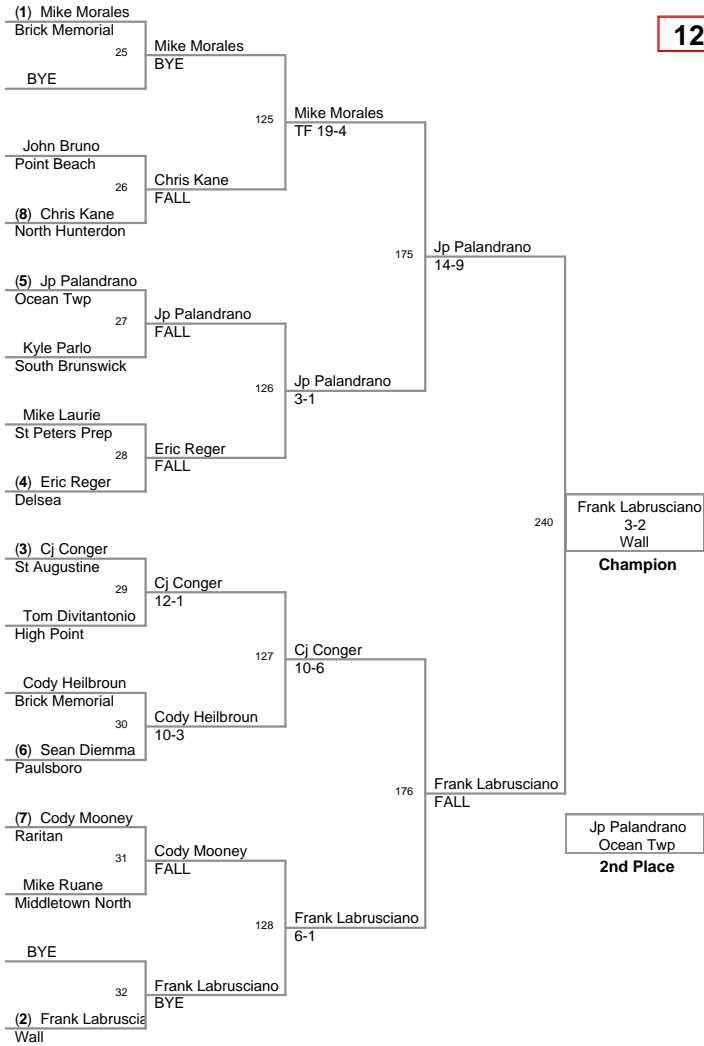 (1) Mike Morales
Brick Memorial
25
BYE
Mike Morales
BYE
12
125
Mike Morales
TF 19-4
John Bruno
Point Beach
26
(8) Chris Kane
North Hunterdon
Chris Kane
FALL
175
Jp Palandrano
14-9
(5) Jp Palandrano
Ocean Twp
27
Kyle Parlo
South Brunswick
Jp Palandrano
FALL
126
Jp Palandrano
3-1
Mike Laurie
St Peters Prep
28
(4) Eric Reger
Delsea
Eric Reger
FALL
240
Frank Labrusciano
3-2
Wall
Champion
(3) Cj Conger
St Augustine
29
Tom Divitantonio
High Point
Cj Conger
12-1
127
Cj Conger
10-6
Cody Heilbroun
Brick Memorial
30
(6) Sean Diemma
Paulsboro
Cody Heilbroun
10-3
176
Frank Labrusciano
FALL
(7) Cody Mooney
Raritan
31
Mike Ruane
Middletown North
Cody Mooney
FALL
128
Frank Labrusciano
6-1
BYE
32
(2) Frank Labruscia
Wall
Frank Labrusciano
BYE
Jp Palandrano
Ocean Twp
2nd Place